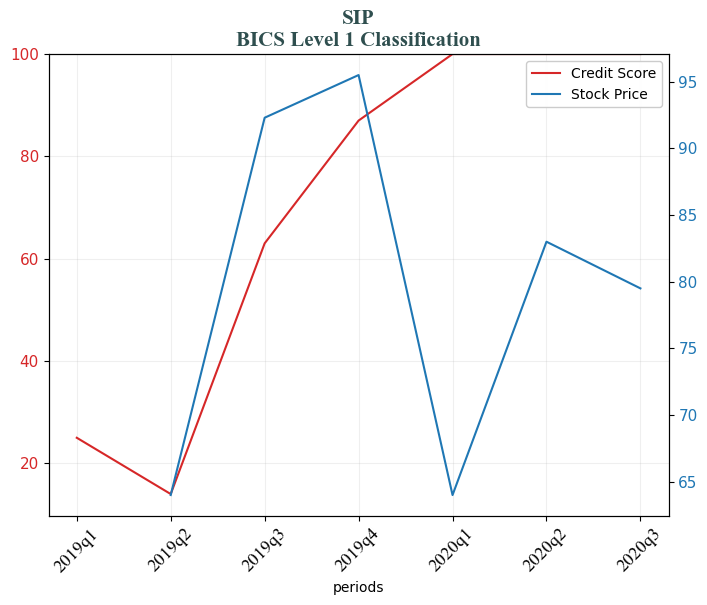 SIP
BICS Level 1 Classification
100
80
60
40
20
95
90
85
80
75
70
65
Credit Score
Stock Price
2019q1
2019q2
2019q3
2019q4
2020q1
2020q2
2020q3
periods